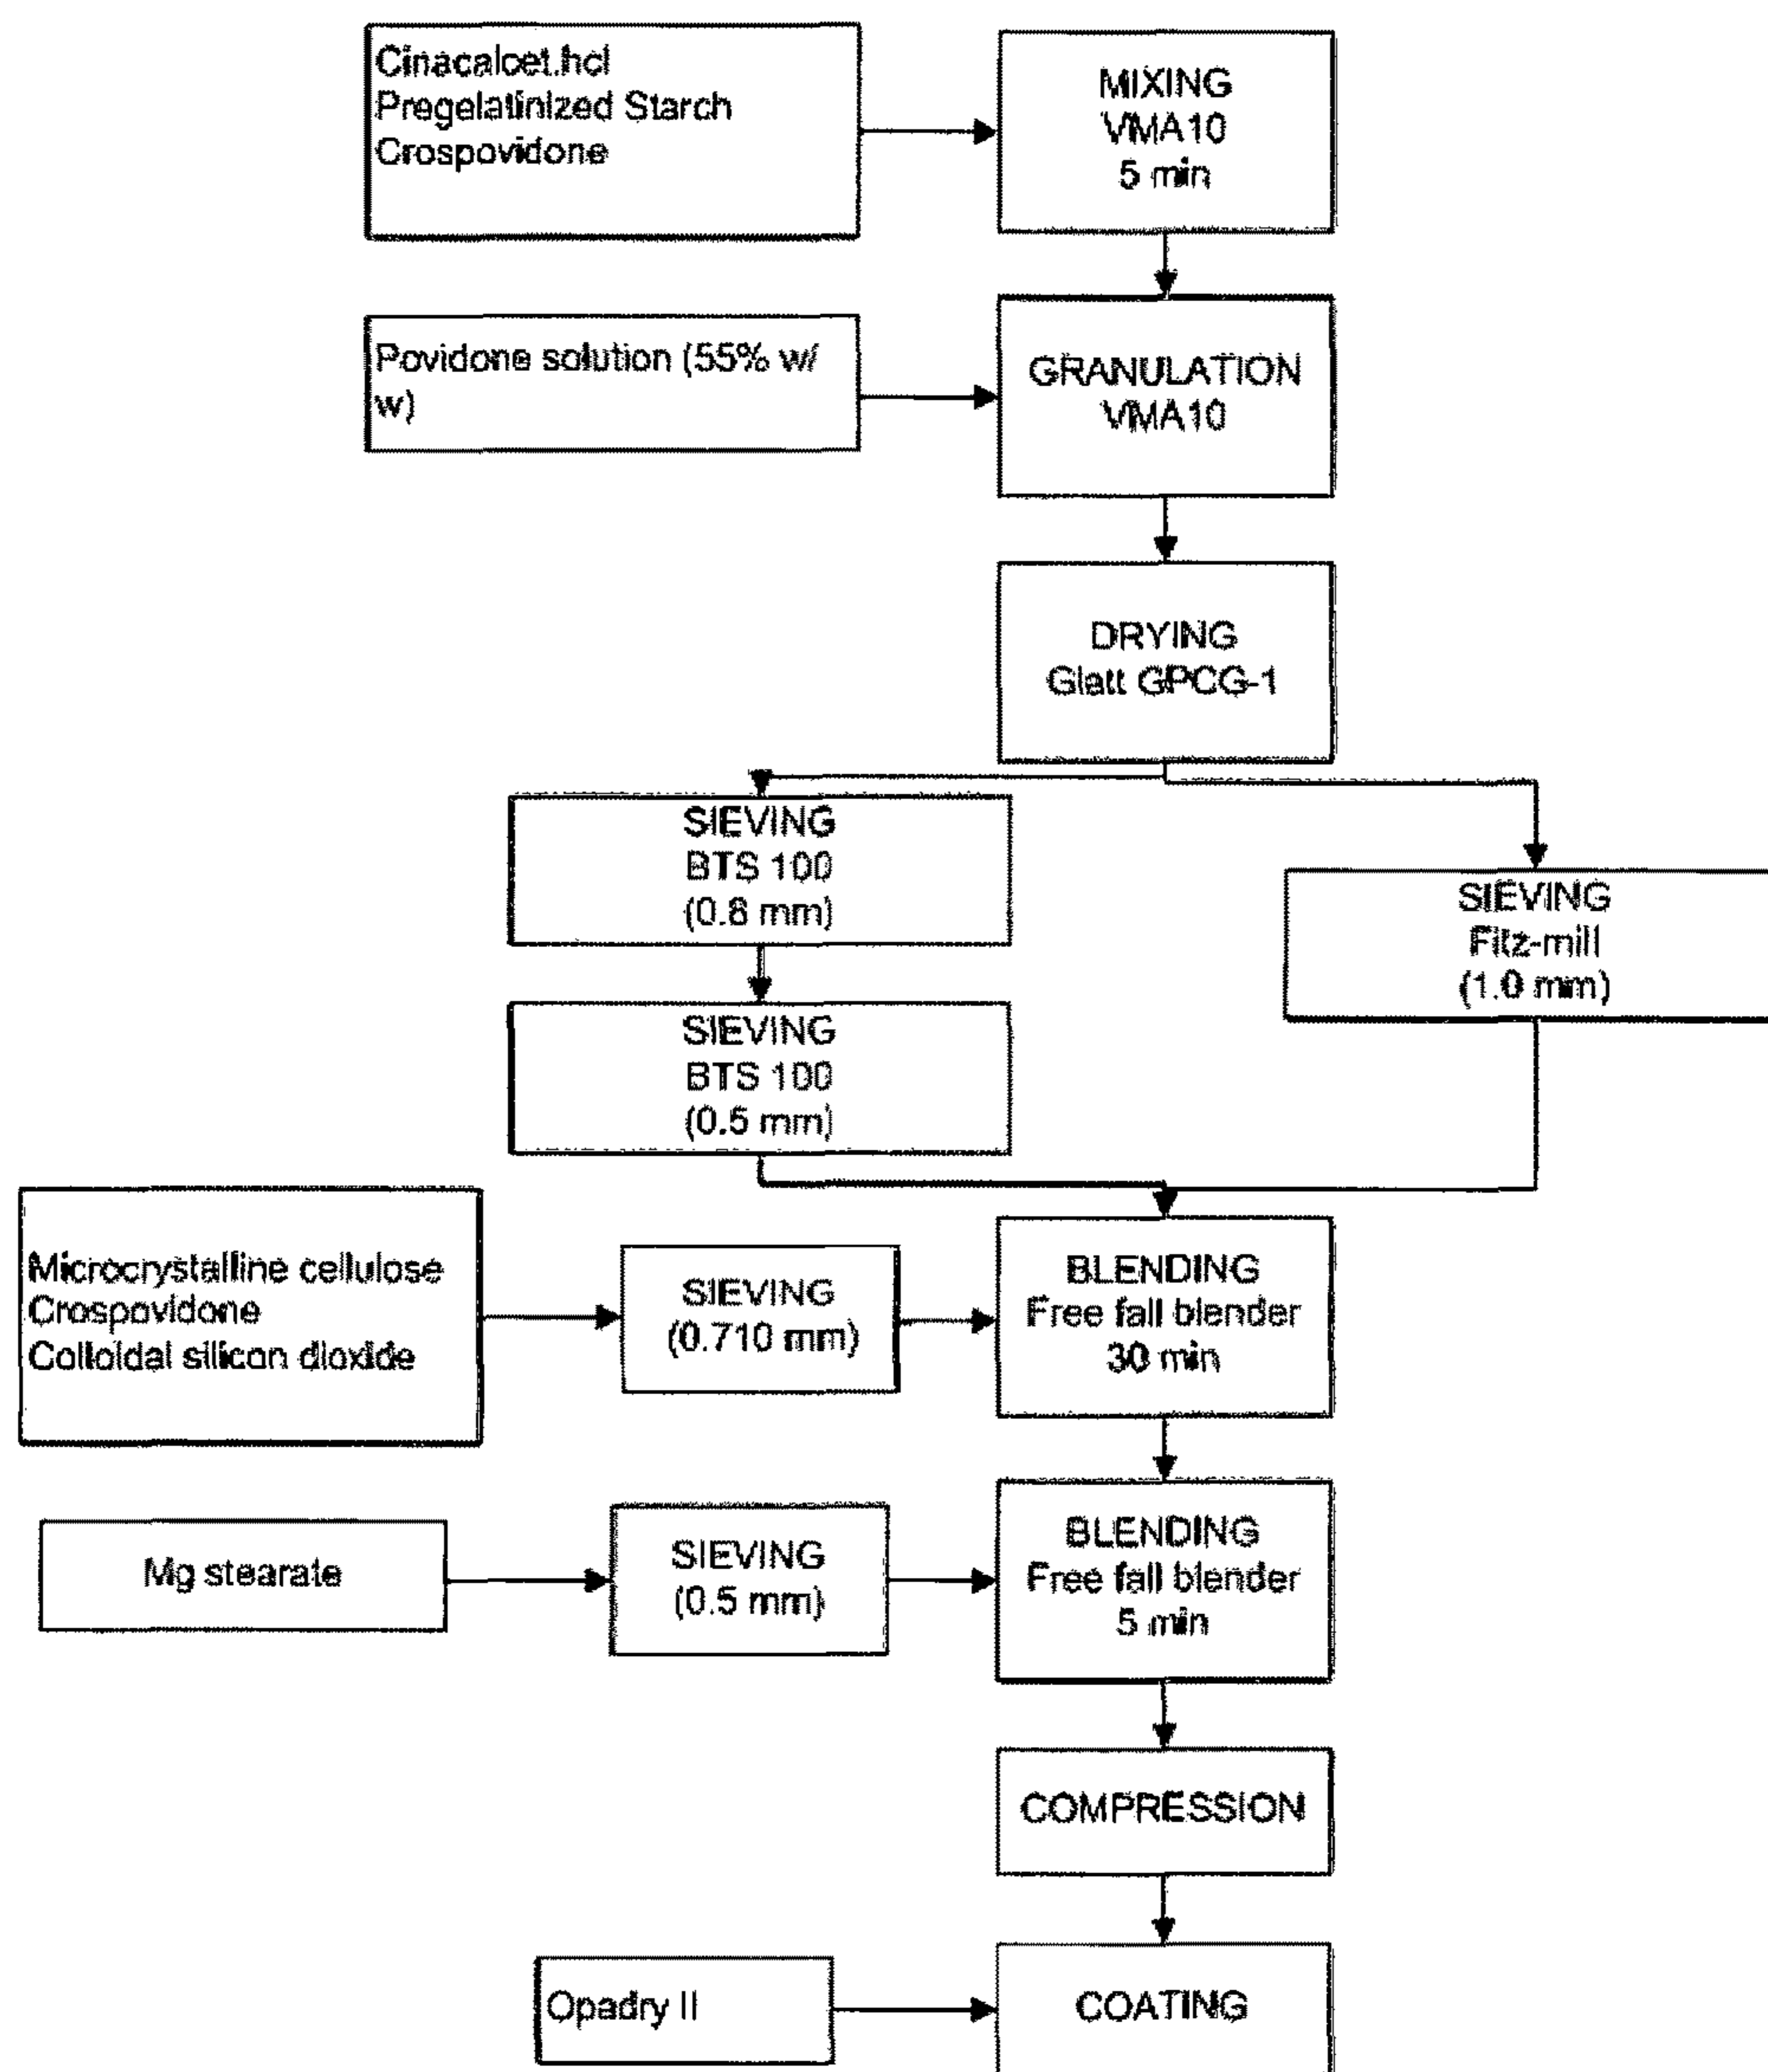 Cinacalcet.hcl
Pregelatinized Starch
Crospovidone
MIXING
VMA10
5 min
Povidone solution (55% w/
w)
GRANULATION
VMA10
DRYING
Glatt GPCG-1
SIEVING
BTS 100
(0.8 mm)
SIEVING
Fitz-mill
(1.0 mm)
SIEVING
BTS 100
(0.5 mm)
Microcrystalline cellulose
Crospovidone
Colloidal silicon dioxide
SIEVING
(0.710 mm)
BLENDING
Free fall blender
30 min
Mg stearate
SIEVING
(0.5 mm)
BLENDING
Free fall blender
5 min
COMPRESSION
Opadry II
COATING